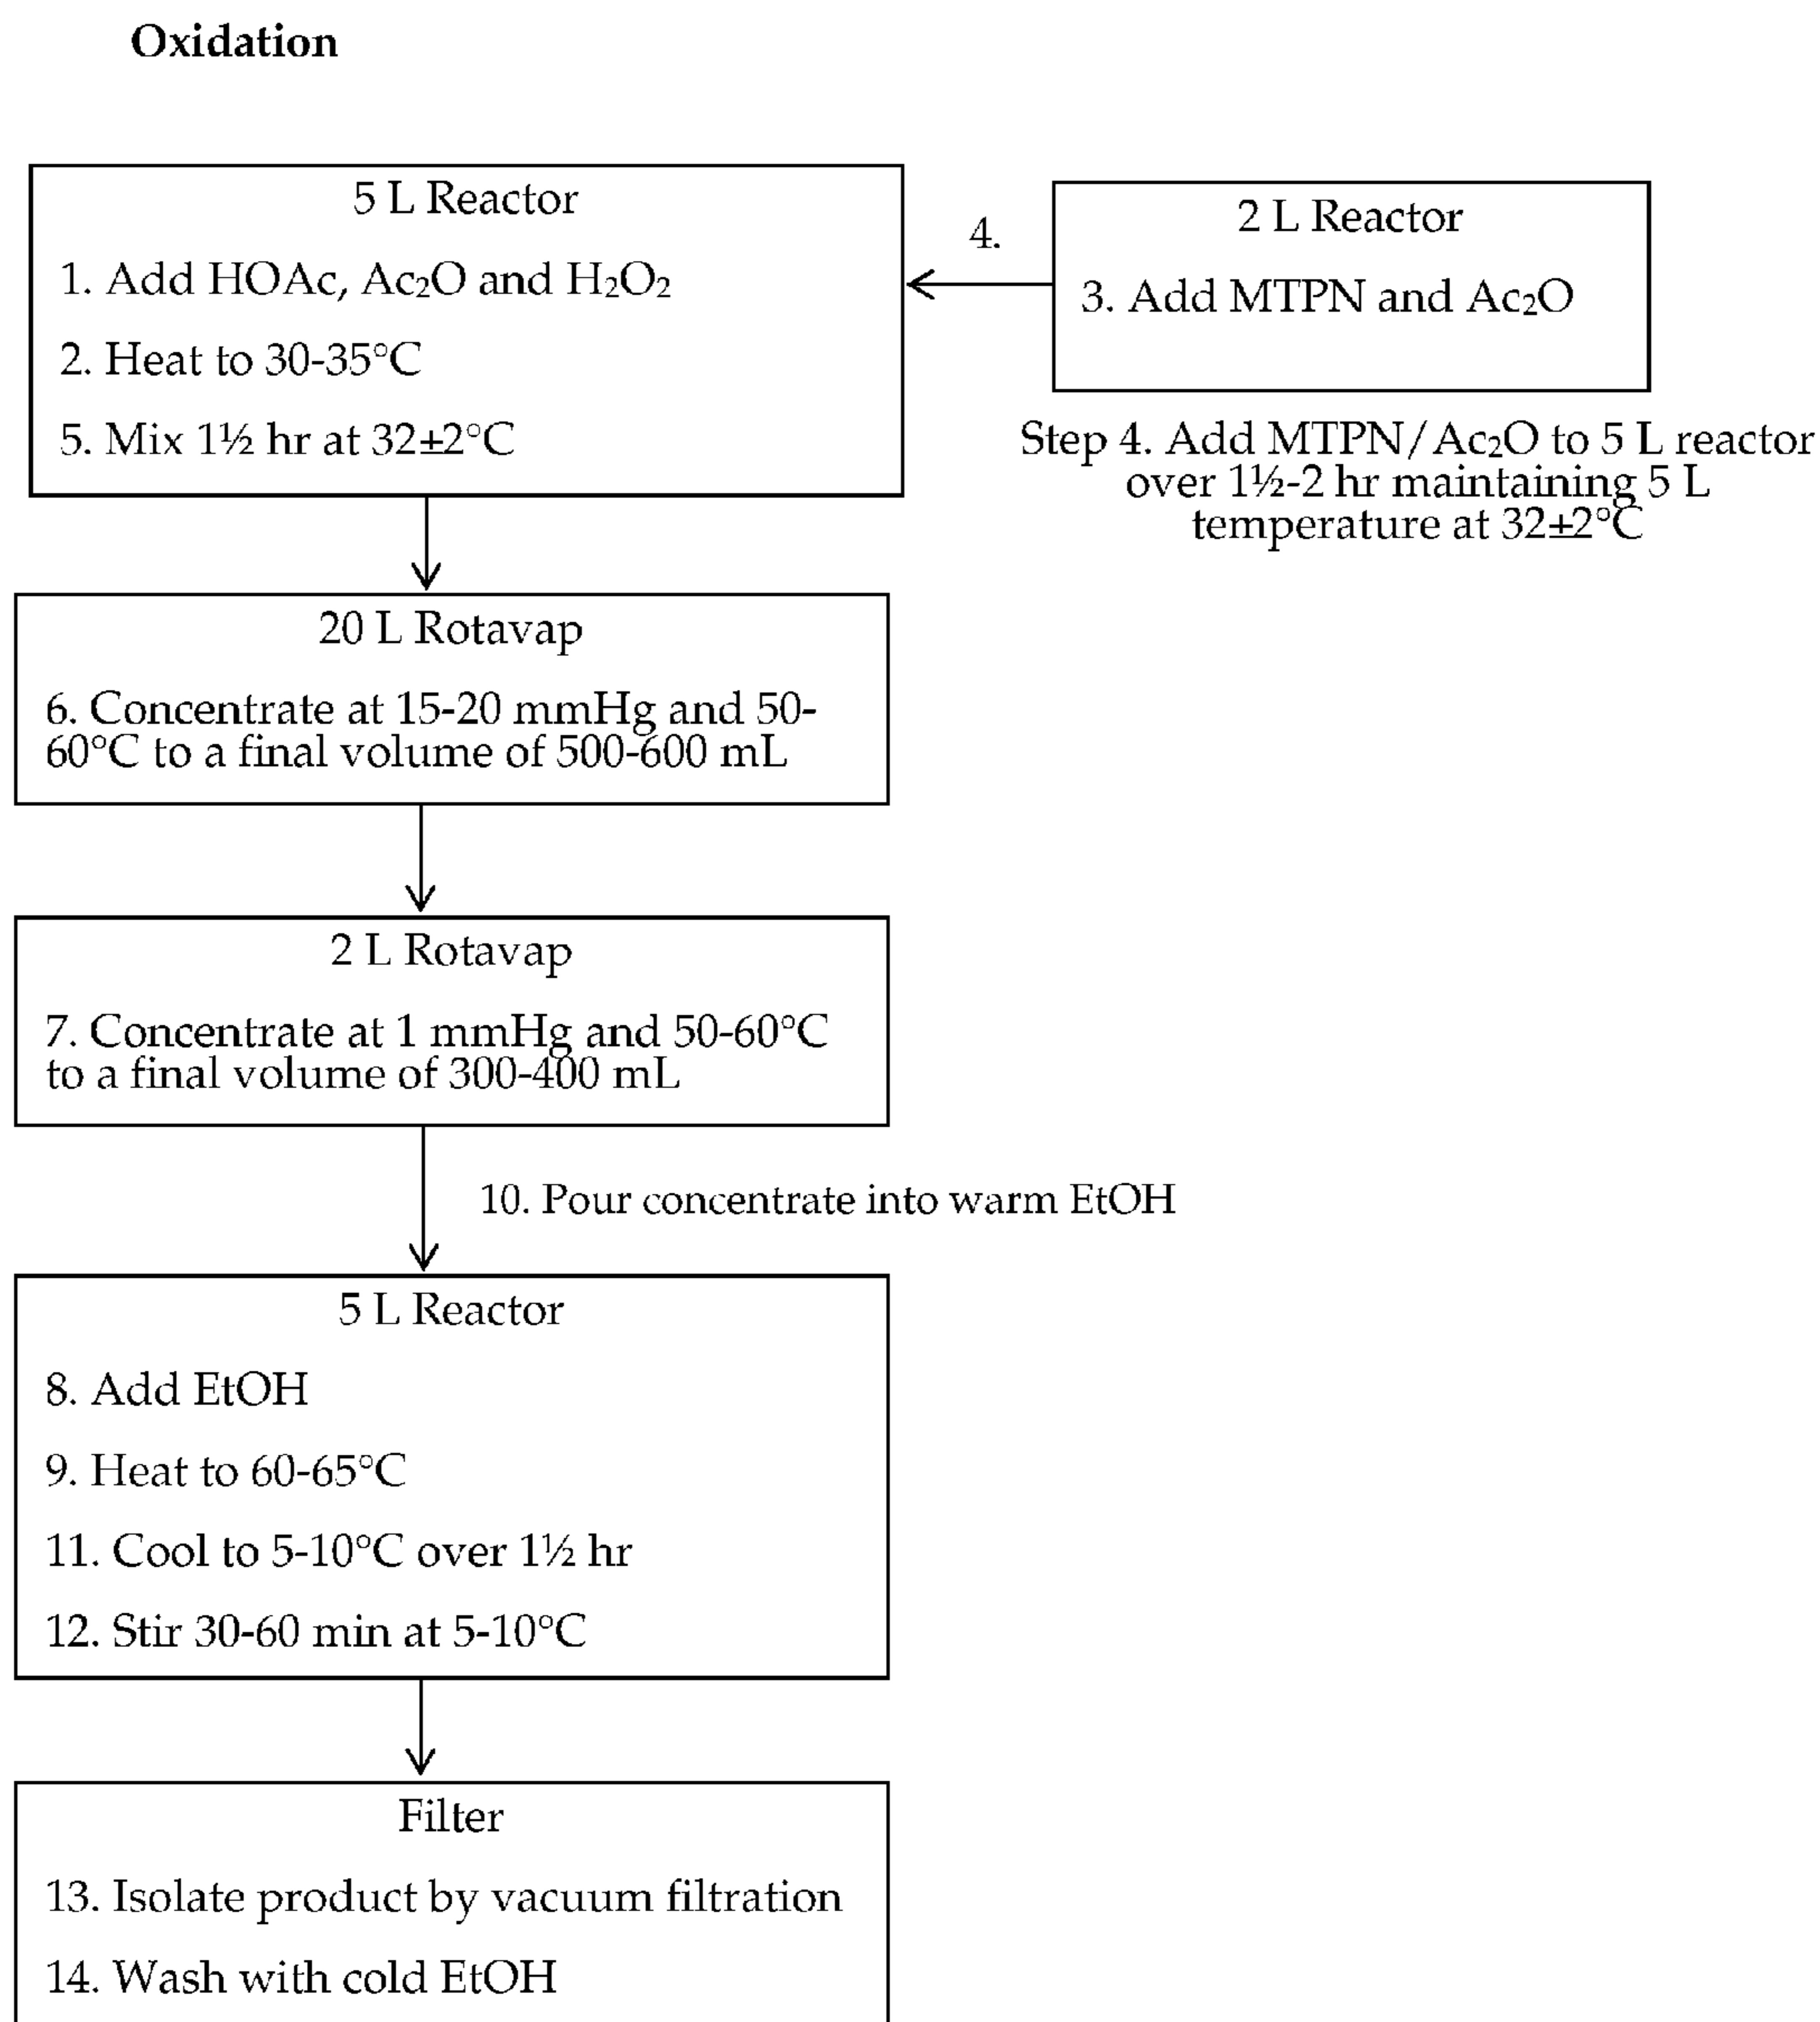 Oxidation
5 L Reactor
1. Add HOAc, Ac₂O and H₂O₂
2. Heat to 30-35°C
5. Mix 1½ hr at 32±2°C
4.
2 L Reactor
3. Add MTPN and Ac₂O
Step 4. Add MTPN/Ac₂O to 5 L reactor
over 1½-2 hr maintaining 5 L
temperature at 32±2°C
20 L Rotavap
6. Concentrate at 15-20 mmHg and 50-
60°C to a final volume of 500-600 mL
2 L Rotavap
7. Concentrate at 1 mmHg and 50-60°C
to a final volume of 300-400 mL
10. Pour concentrate into warm EtOH
5 L Reactor
8. Add EtOH
9. Heat to 60-65°C
11. Cool to 5-10°C over 1½ hr
12. Stir 30-60 min at 5-10°C
Filter
13. Isolate product by vacuum filtration
14. Wash with cold EtOH